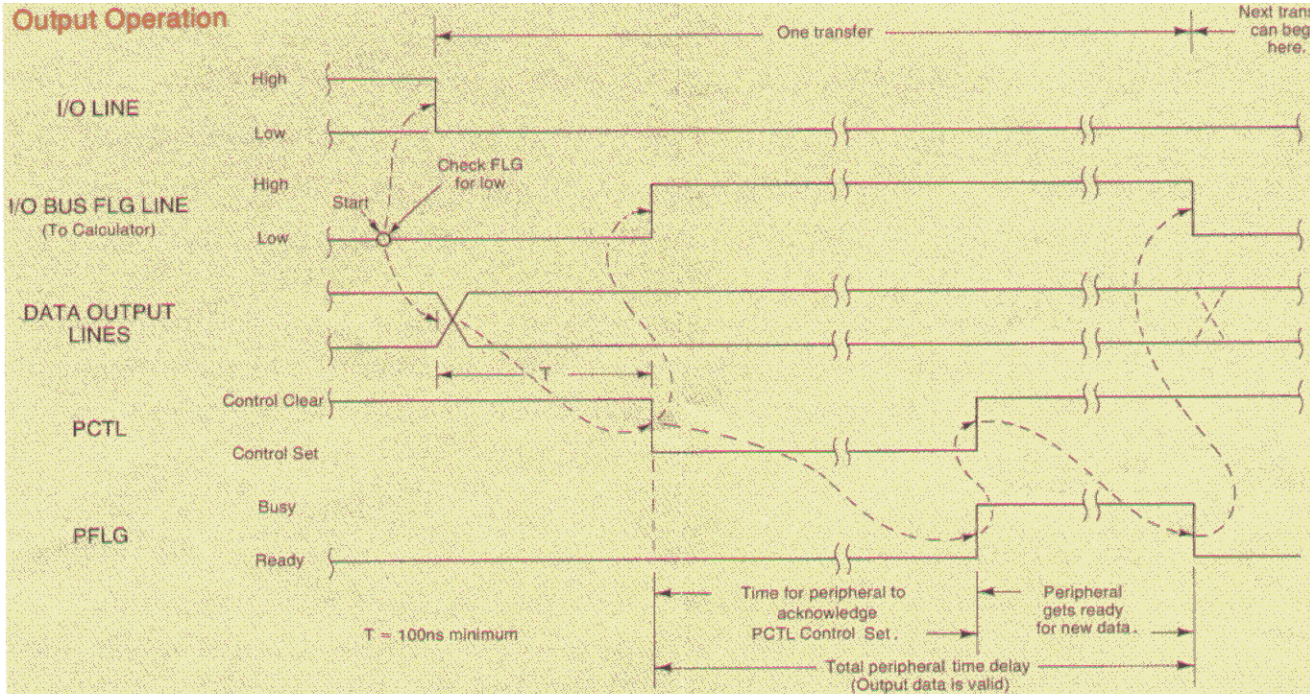 Output Operation
One transfer
Next trans
can beg
here.
High
I/O LINE
Low
Check FLG
for low
High
Start
I/O BUS FLG LINE
(To Calculator)
Low
DATA OUTPUT
LINES
T
Control Clear
PCTL
Control Set
Busy
PFLG
Ready
Time for peripheral to
acknowledge
PCTL Control Set.
Peripheral
gets ready
for new data.
T = 100ns minimum
Total peripheral time delay
(Output data is valid)